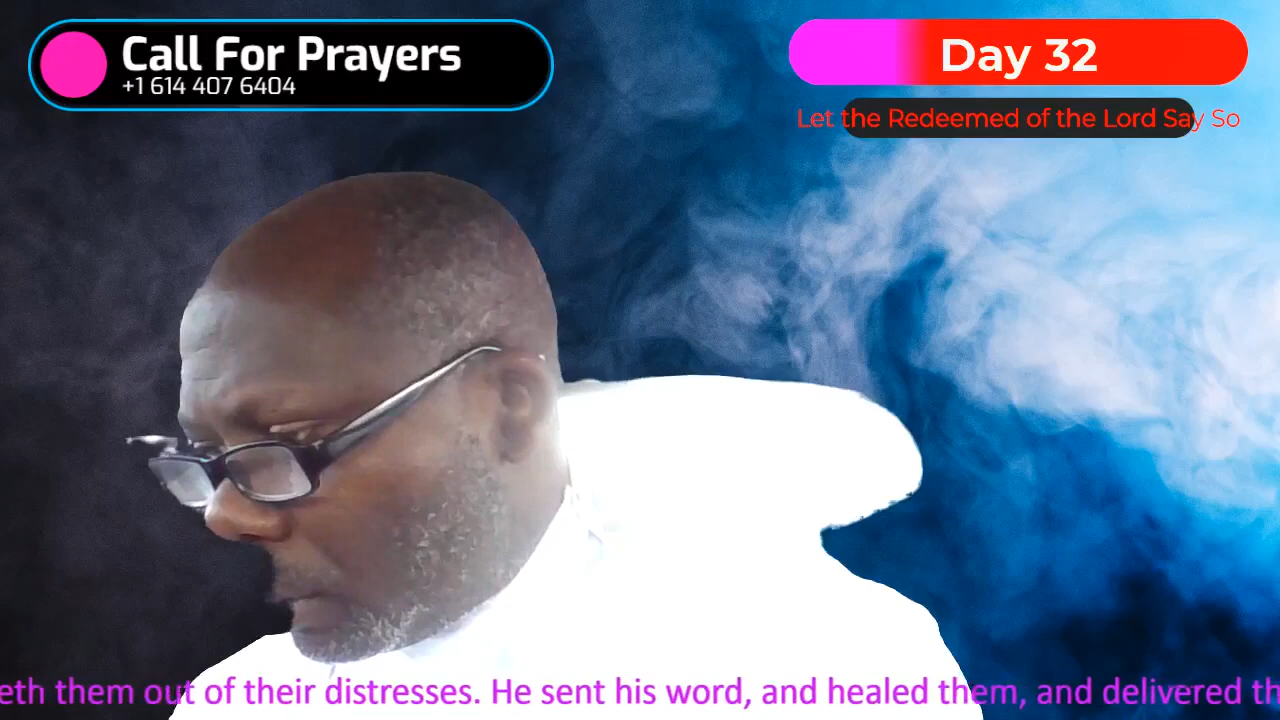 Call For Prayers
+1 614 407 6404
Day 32
Let the Redeemed of the Lord Say So
eth them out of their distresses. He sent his word, and healed them, and delivered th